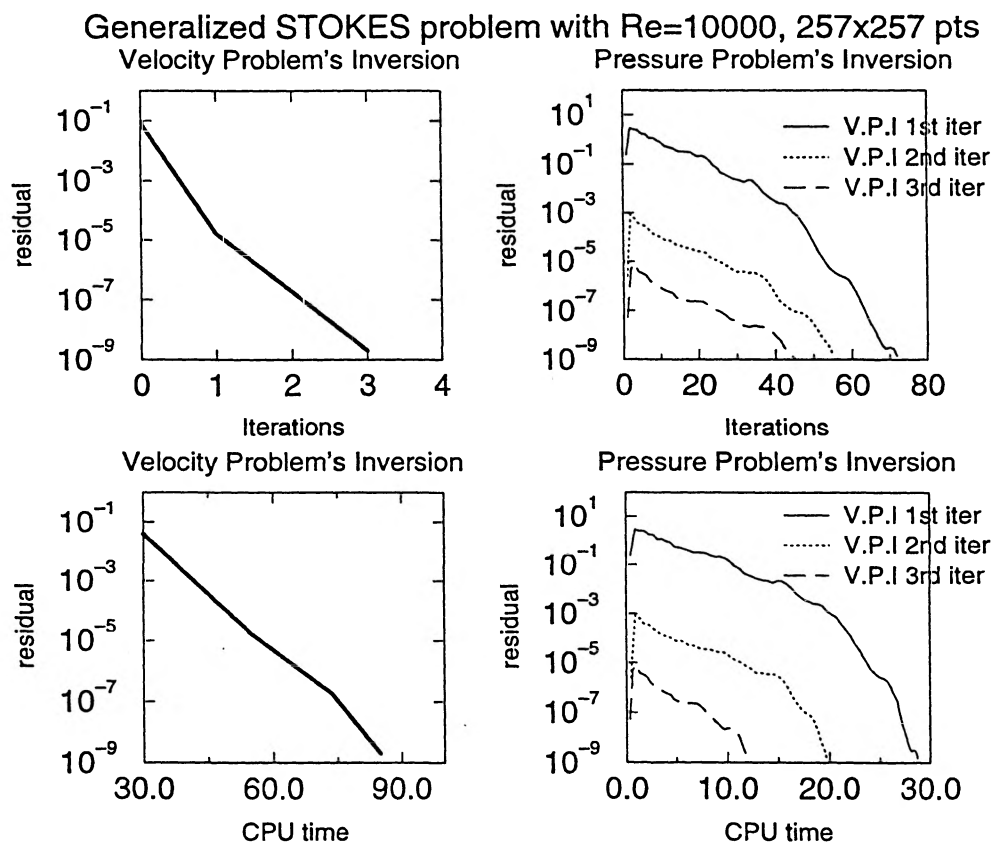 Generalized STOKES problem with Re=10000, 257x257 pts
Velocity Problem's Inversion
residual
10⁻¹
10⁻³
10⁻⁵
10⁻⁷
10⁻⁹
0 1 2 3 4
Iterations
Pressure Problem's Inversion
residual
10¹
10⁻¹
10⁻³
10⁻⁵
10⁻⁷
10⁻⁹
V.P.I 1st iter
V.P.I 2nd iter
V.P.I 3rd iter
0 20 40 60 80
Iterations
Velocity Problem's Inversion
residual
10⁻¹
10⁻³
10⁻⁵
10⁻⁷
10⁻⁹
30.0 60.0 90.0
CPU time
Pressure Problem's Inversion
residual
10¹
10⁻¹
10⁻³
10⁻⁵
10⁻⁷
10⁻⁹
V.P.I 1st iter
V.P.I 2nd iter
V.P.I 3rd iter
0.0 10.0 20.0 30.0
CPU time